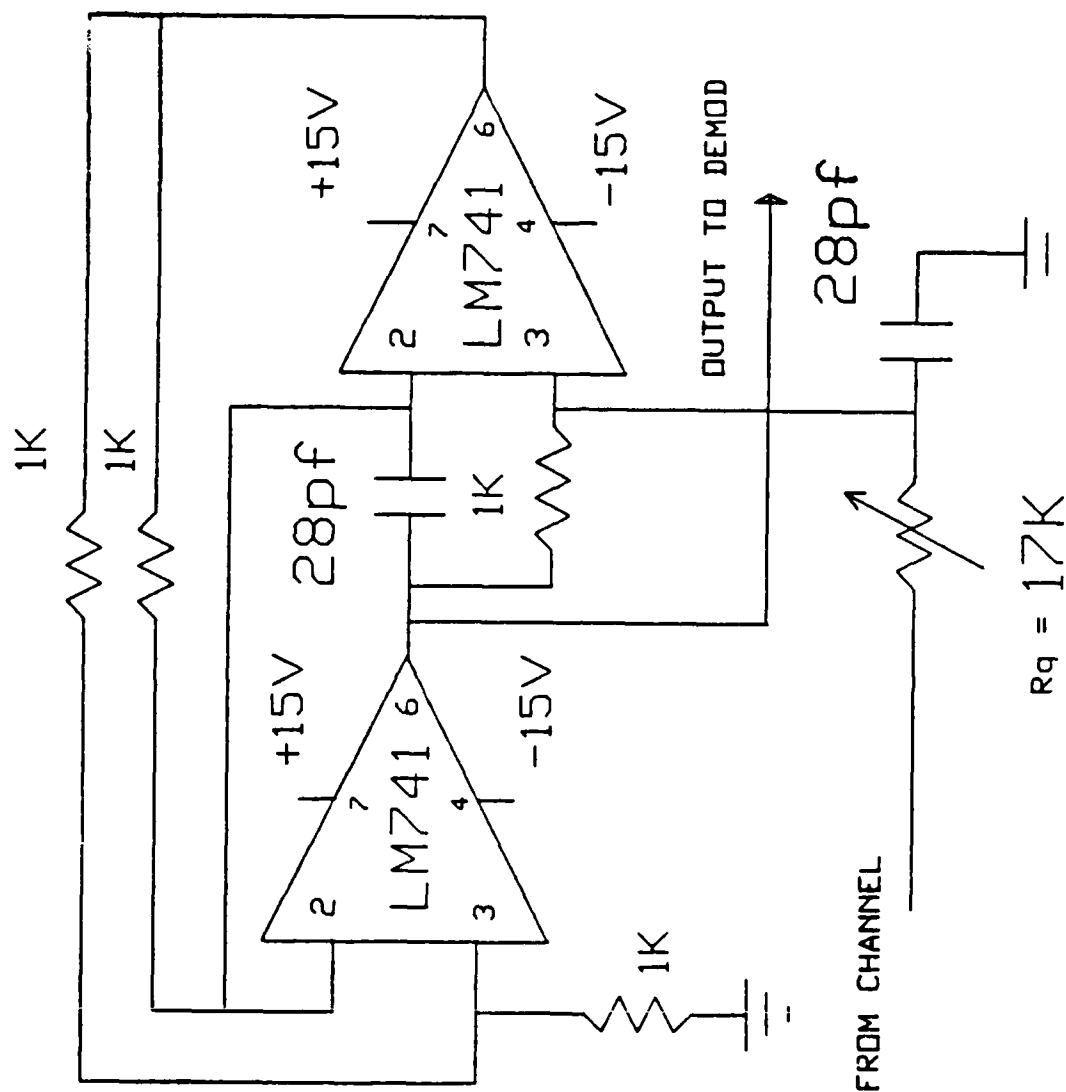 1K
1K
+15V
6
7
LM741
4
-15V
2
3
28pf
1K
OUTPUT TO DEMOD
28pf
+15V
6
7
LM741
4
-15V
2
3
1K
FROM CHANNEL
Rq = 17K